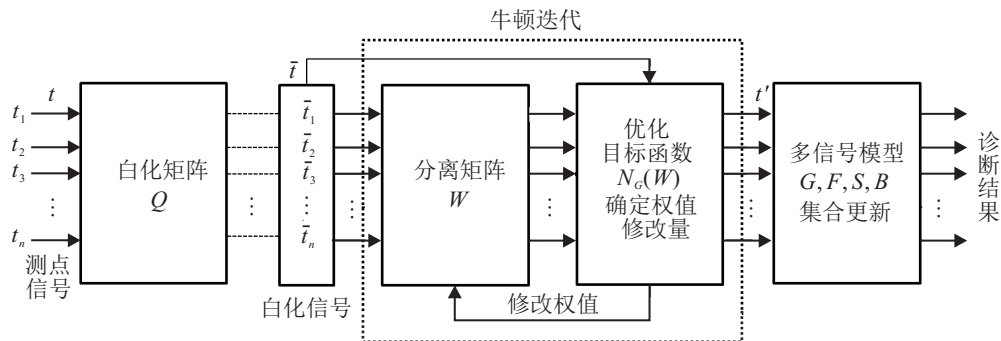 牛顿迭代
t
t̄
t′
t₁
t₂
t₃
⋮
tₙ
测点
信号
白化矩阵
Q
⋮
t̄₁
t̄₂
t̄₃
⋮
t̄ₙ
白化信号
⋮
分离矩阵
W
⋮
优化
目标函数
N_G(W)
确定权值
修改量
修改权值
⋮
多信号模型
G, F, S, B
集合更新
⋮
诊断结果